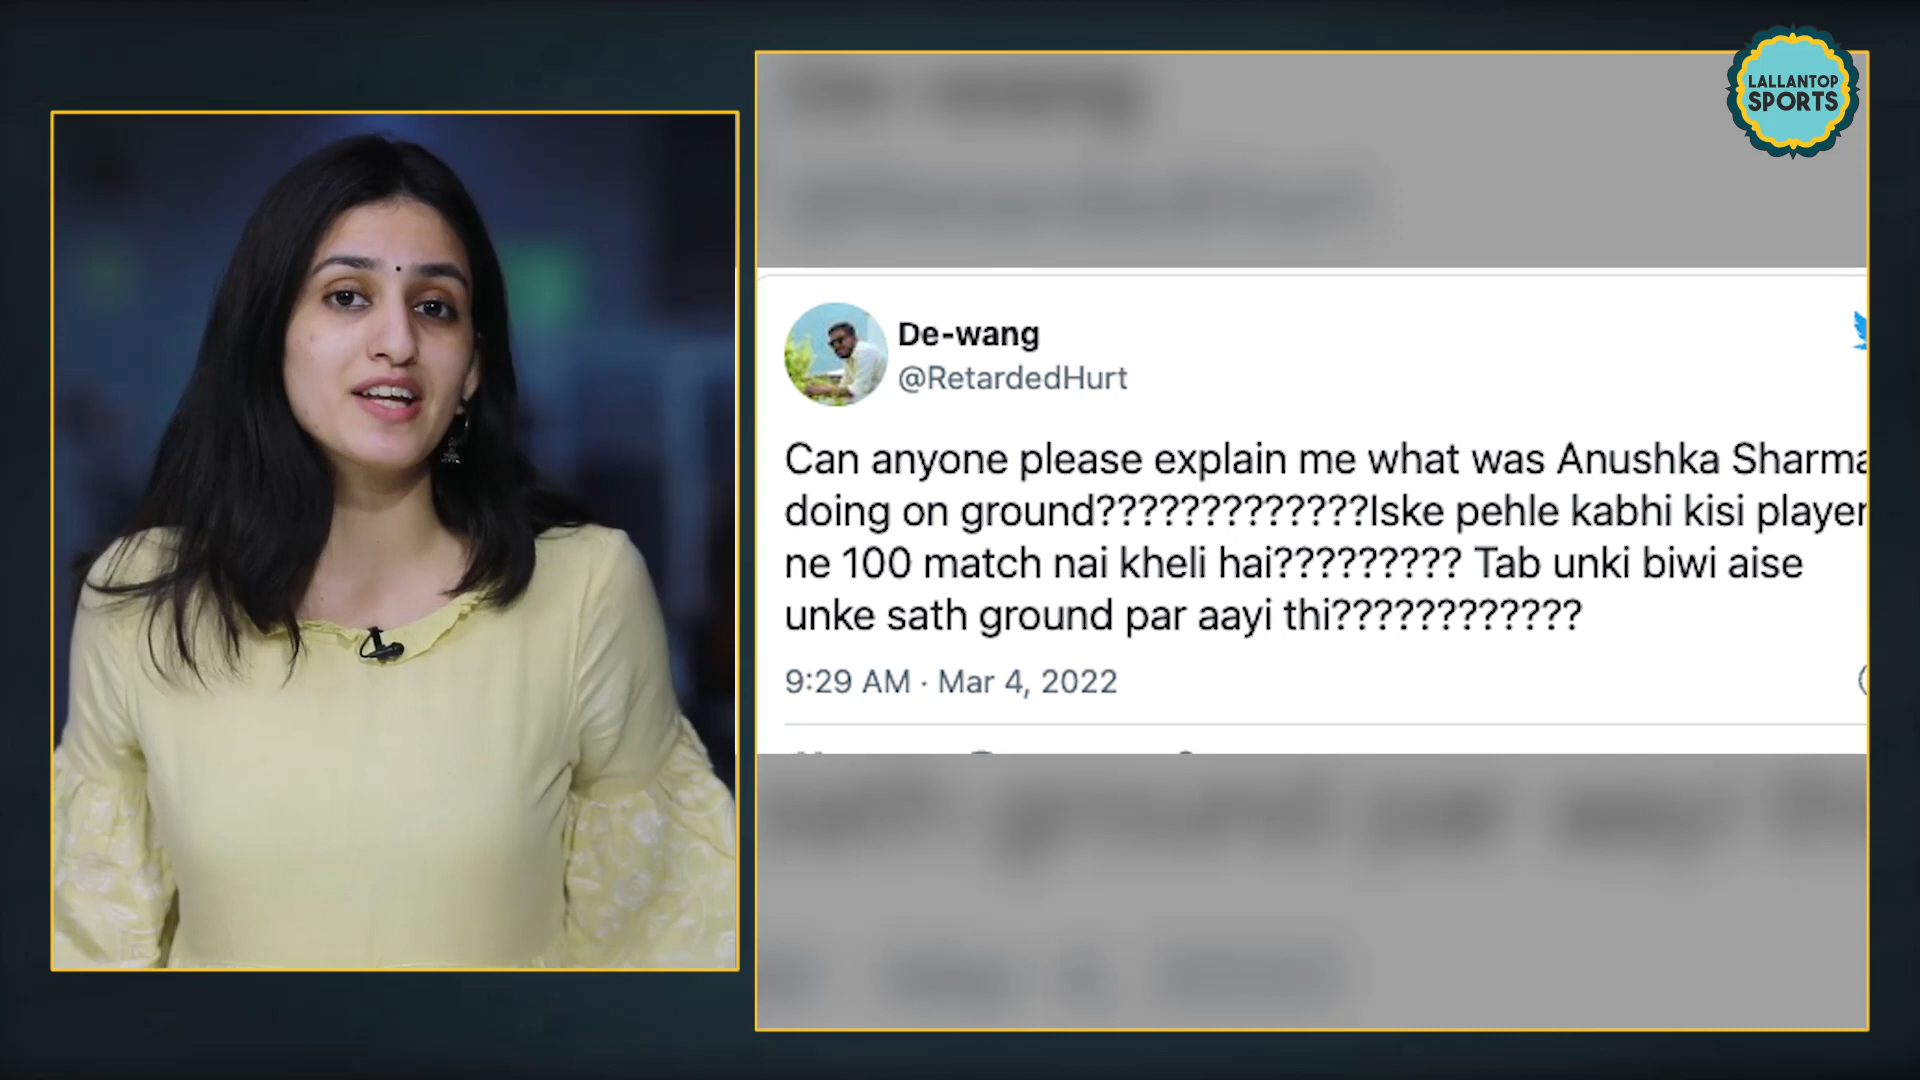 LALLANTOP
SPORTS
De-wang
@RetardedHurt
Can anyone please explain me what was Anushka Sharma
doing on ground?????????????Iske pehle kabhi kisi player
ne 100 match nai kheli hai????????? Tab unki biwi aise
unke sath ground par aayi thi????????????
9:29 AM · Mar 4, 2022